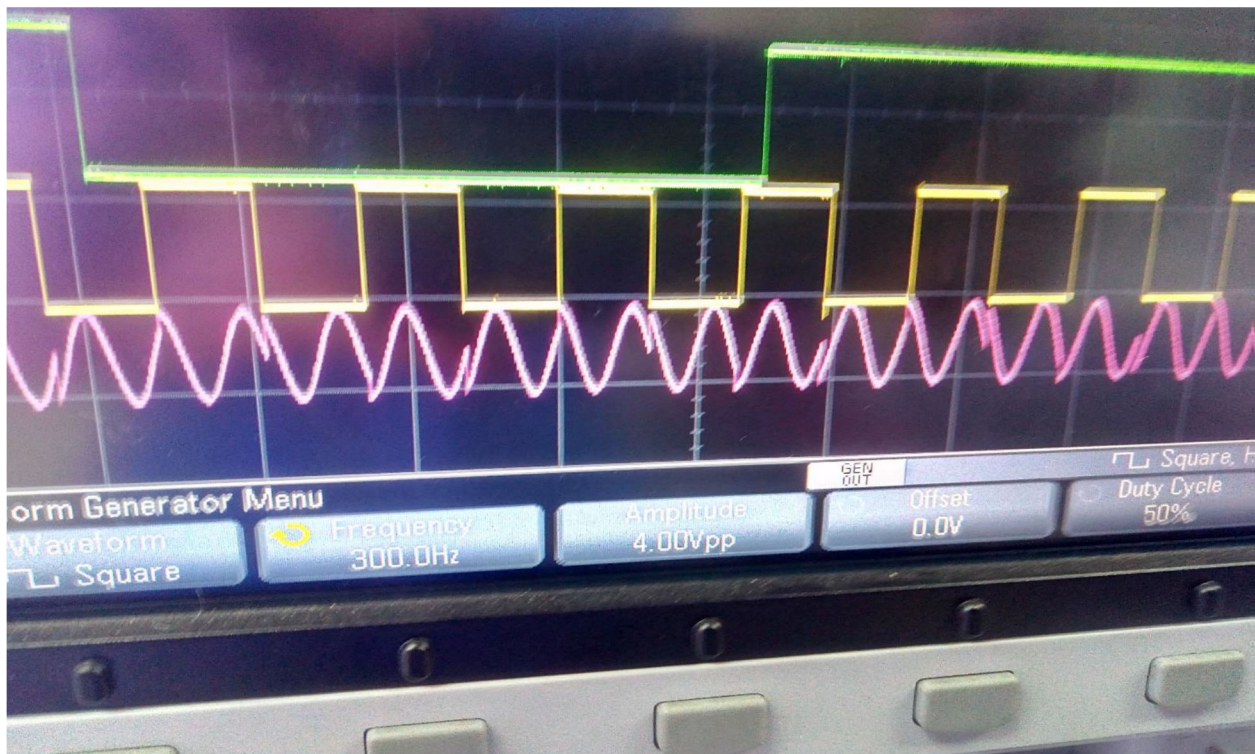 GEN
OUT
Square, H
orm Generator Menu
Waveform
Square
Frequency
300.0Hz
Amplitude
4.00Vpp
Offset
0.0V
Duty Cycle
50%